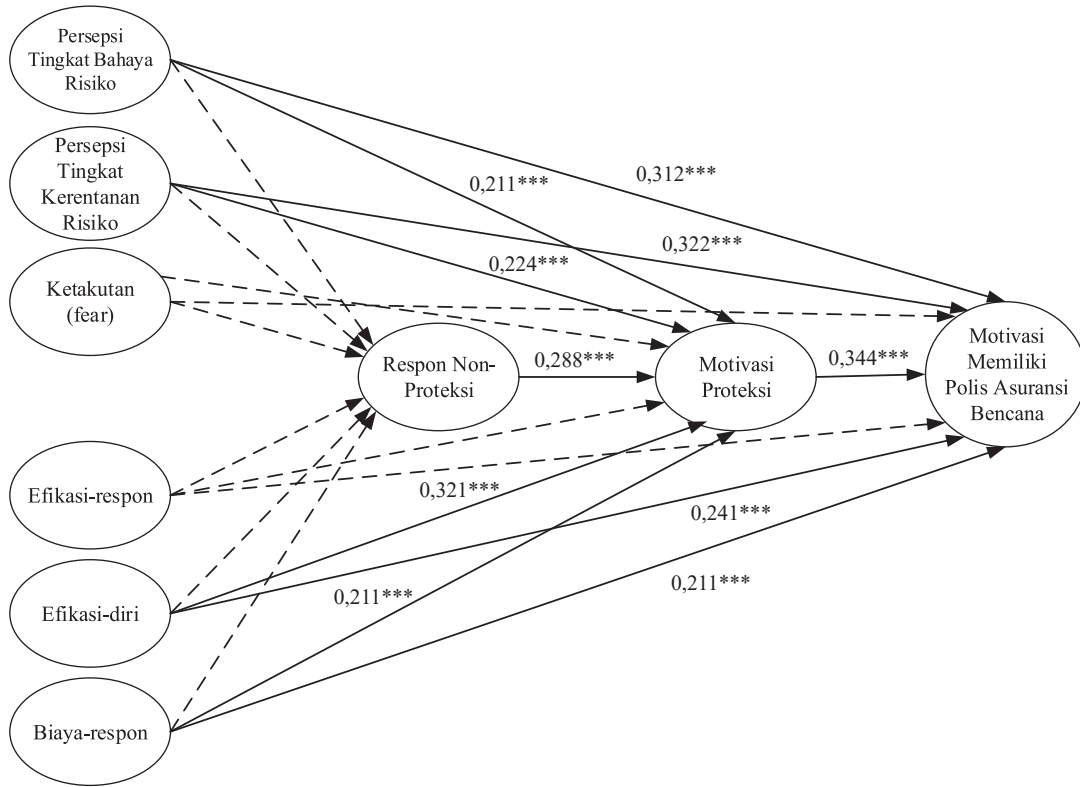 Persepsi
Tingkat Bahaya
Risiko
Persepsi
Tingkat
Kerentanan
Risiko
Ketakutan
(fear)
Efikasi-respon
Efikasi-diri
Biaya-respon
Respon Non-
Proteksi
Motivasi
Proteksi
Motivasi
Memiliki
Polis Asuransi
Bencana
0,211***
0,312***
0,322***
0,224***
0,288***
0,344***
0,321***
0,241***
0,211***
0,211***